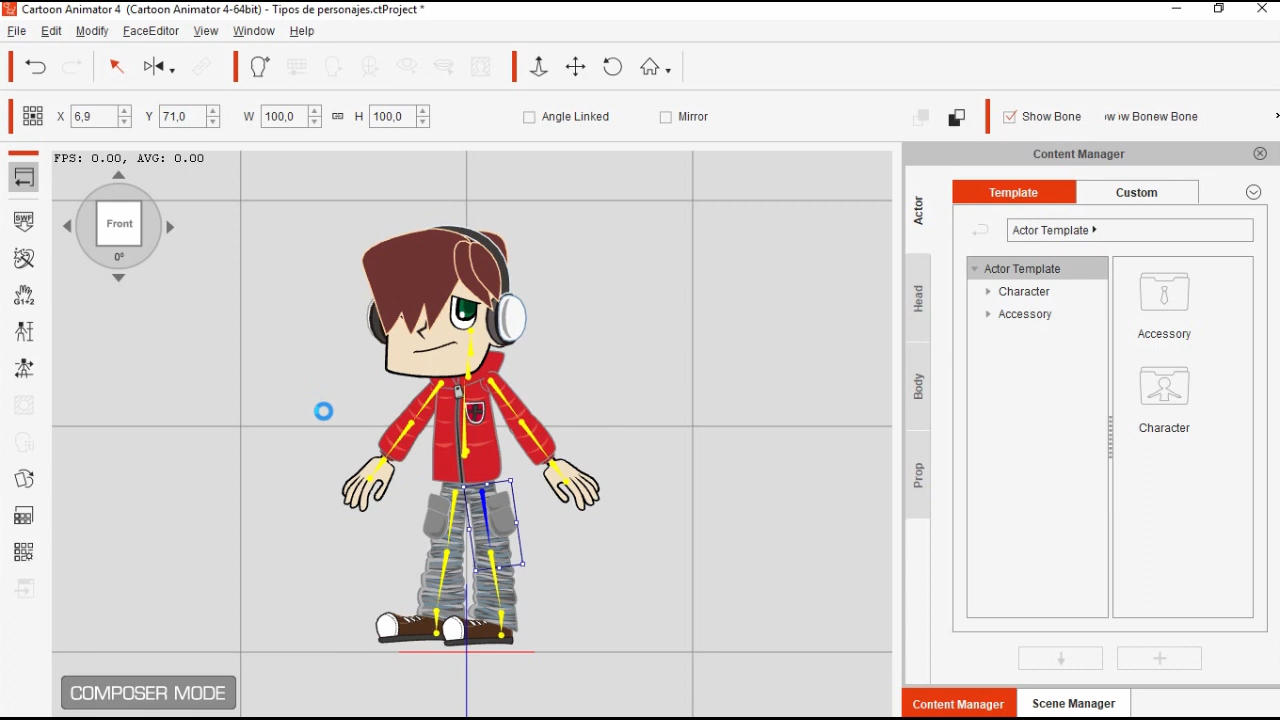 Cartoon Animator 4 (Cartoon Animator 4-64bit) - Tipos de personajes.ctProject *
File Edit Modify FaceEditor View Window Help
X 6,9 Y 71,0 W 100,0 H 100,0 Angle Linked Mirror Show Bone
FPS: 0.00, AVG: 0.00
Front
0°
SWF
G1+2
COMPOSER MODE
Content Manager
Actor
Head
Body
Prop
Template Custom
Actor Template
Actor Template
Character
Accessory
Accessory
Character
Content Manager Scene Manager